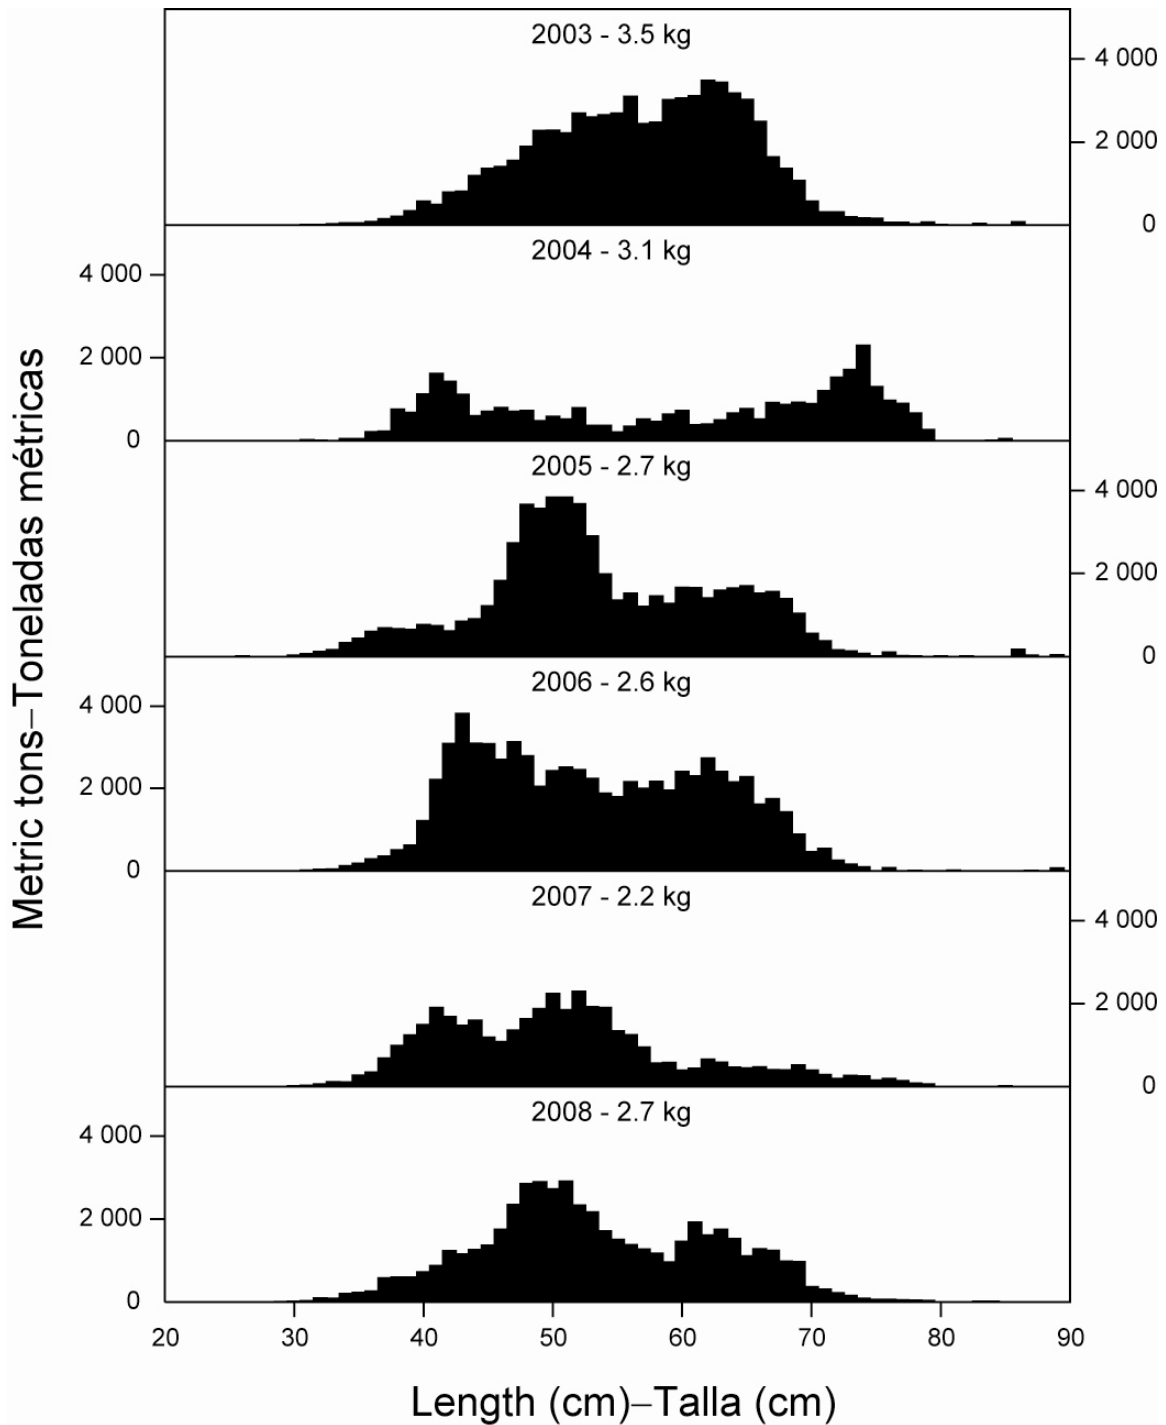 2003 - 3.5 kg
4 000
2 000
0
2004 - 3.1 kg
4 000
2 000
0
2005 - 2.7 kg
4 000
2 000
0
2006 - 2.6 kg
4 000
2 000
0
2007 - 2.2 kg
4 000
2 000
0
2008 - 2.7 kg
4 000
2 000
0
Metric tons–Toneladas métricas
20 30 40 50 60 70 80 90
Length (cm)–Talla (cm)